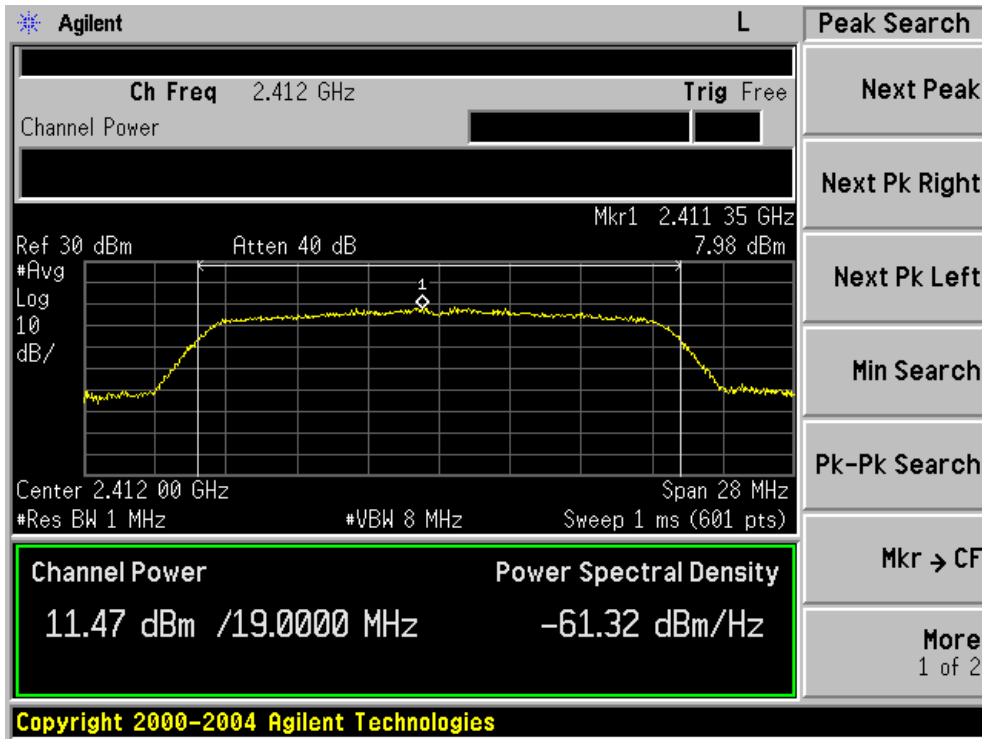 Agilent L Peak Search
Ch Freq 2.412 GHz Trig Free
Channel Power
Mkr1 2.411 35 GHz
Ref 30 dBm Atten 40 dB 7.98 dBm
#Avg
Log
10
dB/
1
Center 2.412 00 GHz Span 28 MHz
#Res BW 1 MHz #VBW 8 MHz Sweep 1 ms (601 pts)
Channel Power Power Spectral Density
11.47 dBm /19.0000 MHz -61.32 dBm/Hz
Copyright 2000-2004 Agilent Technologies
Next Peak
Next Pk Right
Next Pk Left
Min Search
Pk-Pk Search
Mkr → CF
More
1 of 2